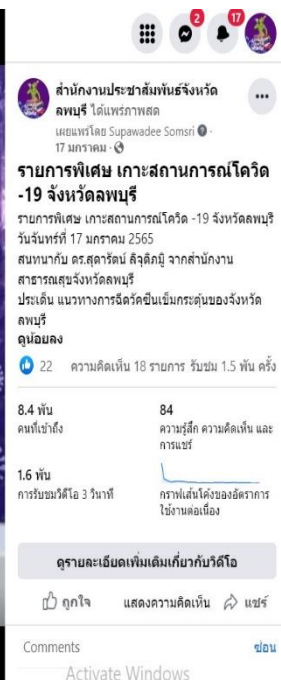 2
17
สำนักงานประชาสัมพันธ์จังหวัด
ลพบุรี ได้แพร่ภาพสด
เผยแพร่โดย Supawadee Somsri ·
17 มกราคม ·
รายการพิเศษ เกาะสถานการณ์โควิด
-19 จังหวัดลพบุรี
รายการพิเศษ เกาะสถานการณ์โควิด -19 จังหวัดลพบุรี
วันจันทร์ที่ 17 มกราคม 2565
สนทนากับ ดร.สุดารัตน์ ลิจุติภูมิ จากสำนักงาน
สาธารณสุขจังหวัดลพบุรี
ประเด็น แนวทางการฉีดวัคซีนเข็มกระตุ้นของจังหวัด
ลพบุรี
ดูน้อยลง
22 ความคิดเห็น 18 รายการ รับชม 1.5 พัน ครั้ง
8.4 พัน
คนที่เข้าถึง
84
ความรู้สึก ความคิดเห็น และ
การแชร์
1.6 พัน
การรับชมวิดีโอ 3 วินาที
กราฟเส้นโค้งของอัตราการ
ใช้งานต่อเนื่อง
ดูรายละเอียดเพิ่มเติมเกี่ยวกับวิดีโอ
ถูกใจ แสดงความคิดเห็น แชร์
Comments ซ่อน
Activate Windows